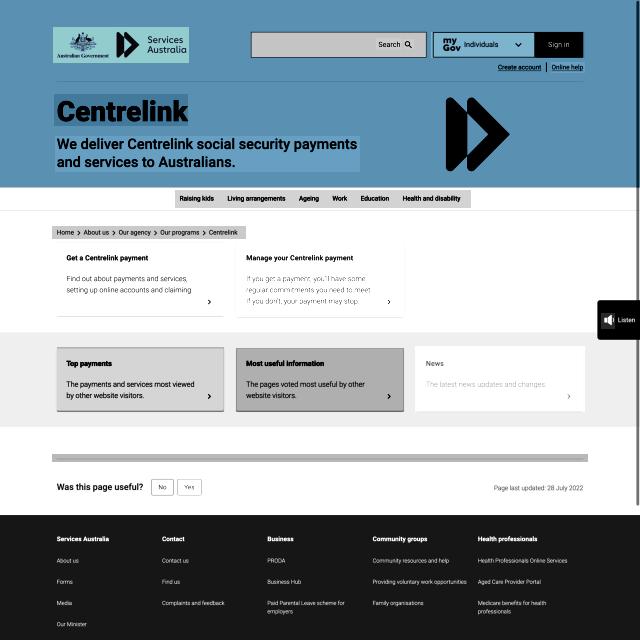 Australian Government
Services
Australia
Search
my
Gov
Individuals
Sign in
Create account
Online help
Centrelink
We deliver Centrelink social security payments
and services to Australians.
Raising kids
Living arrangements
Ageing
Work
Education
Health and disability
Home > About us > Our agency > Our programs > Centrelink
Get a Centrelink payment
Find out about payments and services,
setting up online accounts and claiming
Manage your Centrelink payment
If you get a payment, you'll have some
regular commitments you need to meet.
If you don't, your payment may stop.
Listen
Top payments
The payments and services most viewed
by other website visitors.
Most useful information
The pages voted most useful by other
website visitors.
News
The latest news updates and changes.
Was this page useful?
No
Yes
Page last updated: 28 July 2022
Services Australia
About us
Forms
Media
Our Minister
Contact
Contact us
Find us
Complaints and feedback
Business
PRODA
Business Hub
Paid Parental Leave scheme for
employers
Community groups
Community resources and help
Providing voluntary work opportunities
Family organisations
Health professionals
Health Professionals Online Services
Aged Care Provider Portal
Medicare benefits for health
professionals